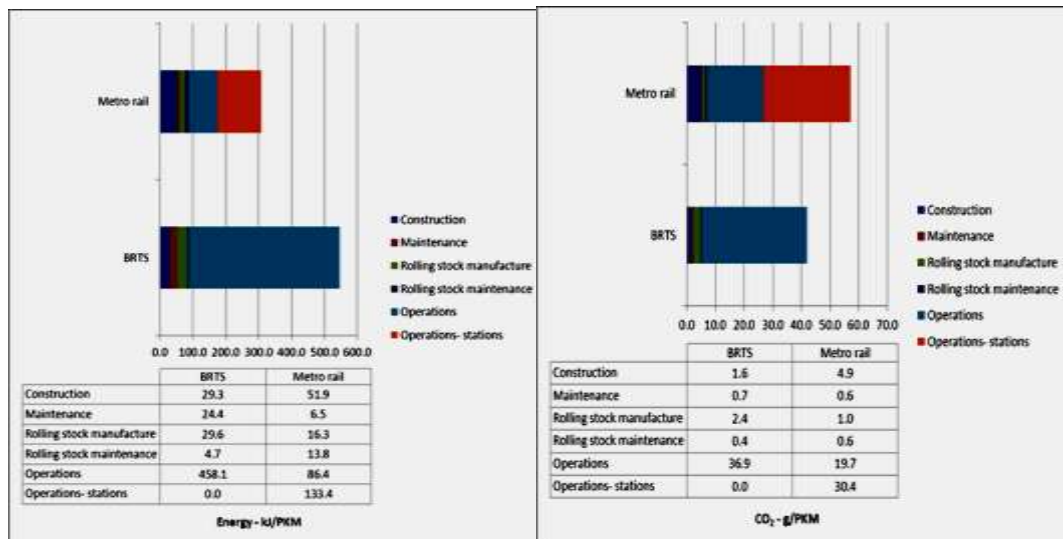 Metro rail
BRTS
Construction
Maintenance
Rolling stock manufacture
Rolling stock maintenance
Operations
Operations- stations
0.0 100.0 200.0 300.0 400.0 500.0 600.0
BRTS Metro rail
Construction 29.3 51.9
Maintenance 24.4 6.5
Rolling stock manufacture 29.6 16.3
Rolling stock maintenance 4.7 13.8
Operations 458.1 86.4
Operations- stations 0.0 133.4
Energy - kJ/PKM
Metro rail
BRTS
Construction
Maintenance
Rolling stock manufacture
Rolling stock maintenance
Operations
Operations- stations
0.0 10.0 20.0 30.0 40.0 50.0 60.0 70.0
BRTS Metro rail
Construction 1.6 4.9
Maintenance 0.7 0.6
Rolling stock manufacture 2.4 1.0
Rolling stock maintenance 0.4 0.6
Operations 36.9 19.7
Operations- stations 0.0 30.4
CO₂ - g/PKM